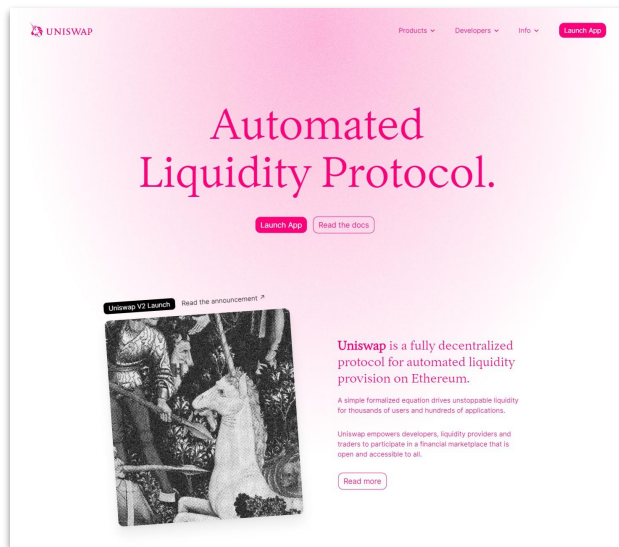 UNISWAP
Products
Developers
Info
Launch App
Automated
Liquidity Protocol.
Launch App
Read the docs
Uniswap V2 Launch
Read the announcement ↗
Uniswap is a fully decentralized
protocol for automated liquidity
provision on Ethereum.
A simple formalized equation drives unstoppable liquidity
for thousands of users and hundreds of applications.
Uniswap empowers developers, liquidity providers and
traders to participate in a financial marketplace that is
open and accessible to all.
Read more